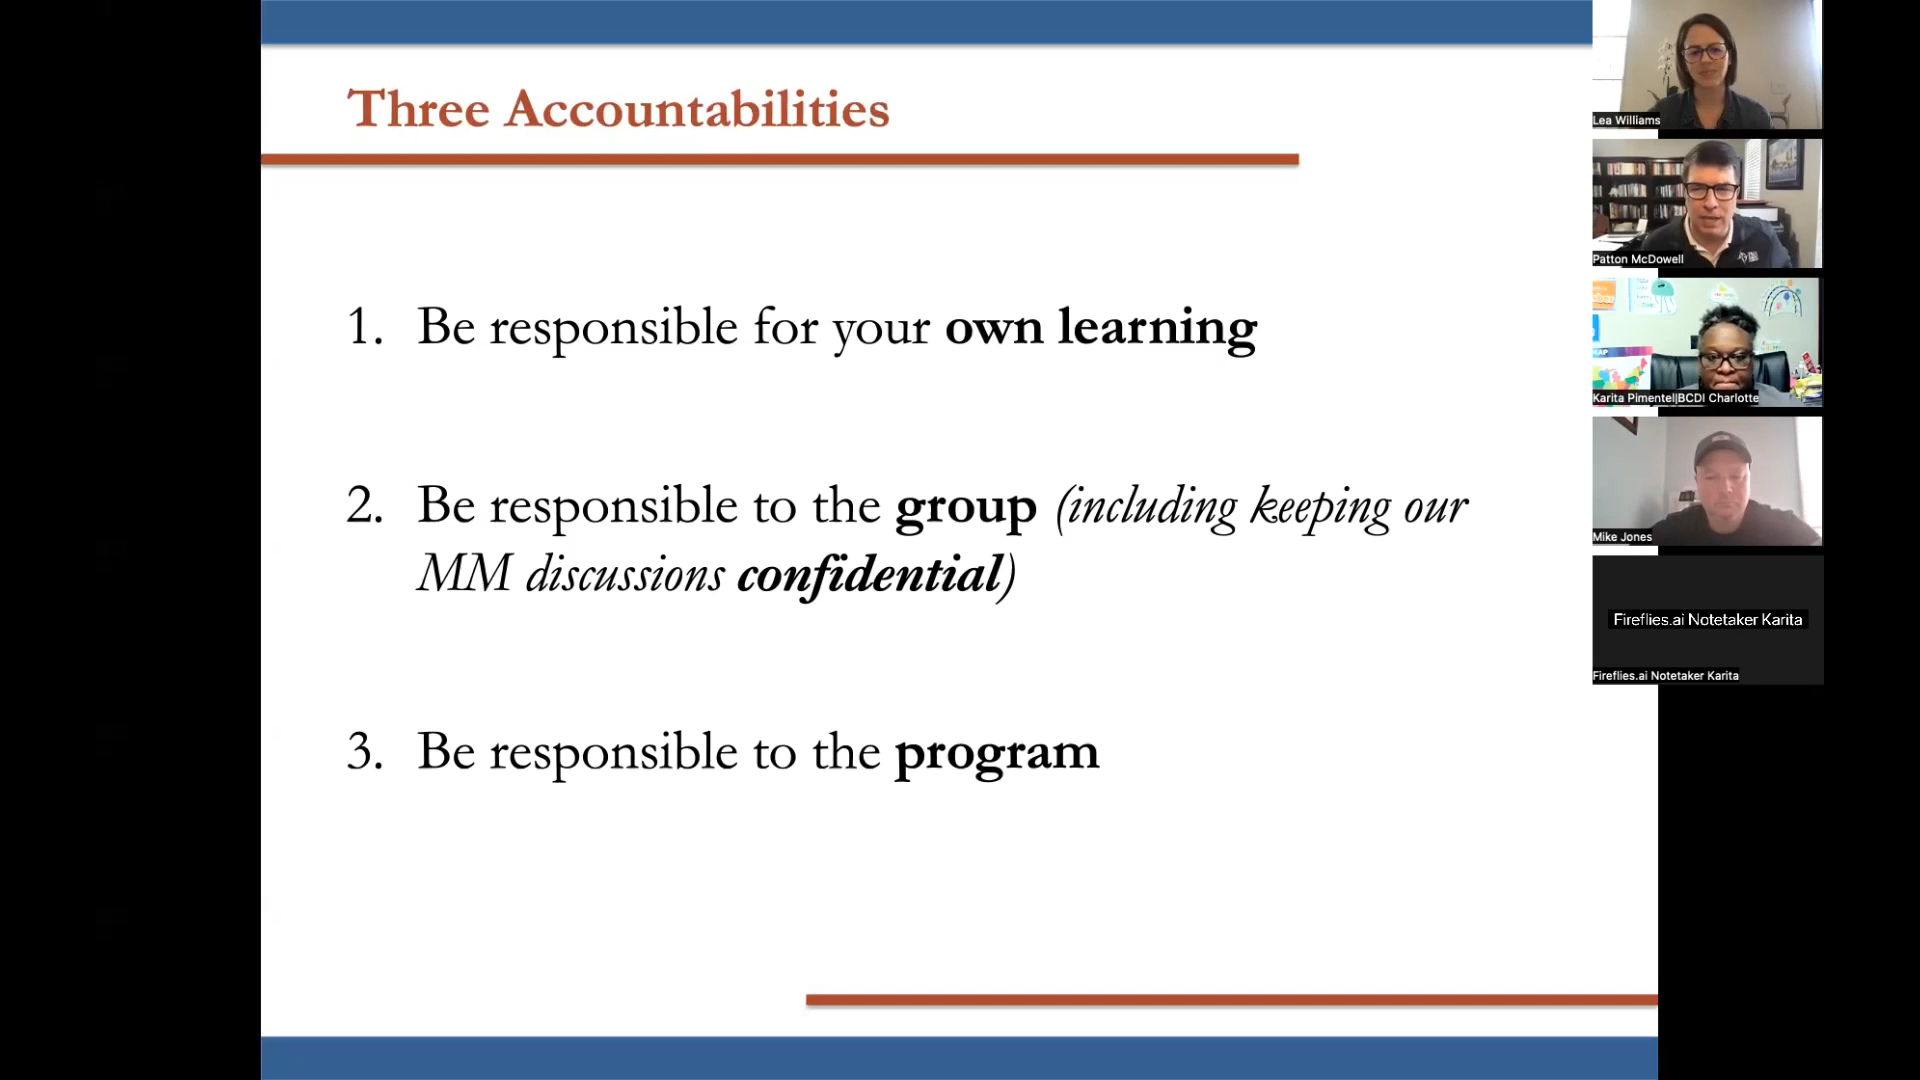 Three Accountabilities
1. Be responsible for your own learning
2. Be responsible to the group (including keeping our
MM discussions confidential)
3. Be responsible to the program
Lea Williams
Patton McDowell
Karita Pimentel|BCDI Charlotte
Mike Jones
Fireflies.ai Notetaker Karita
Fireflies.ai Notetaker Karita